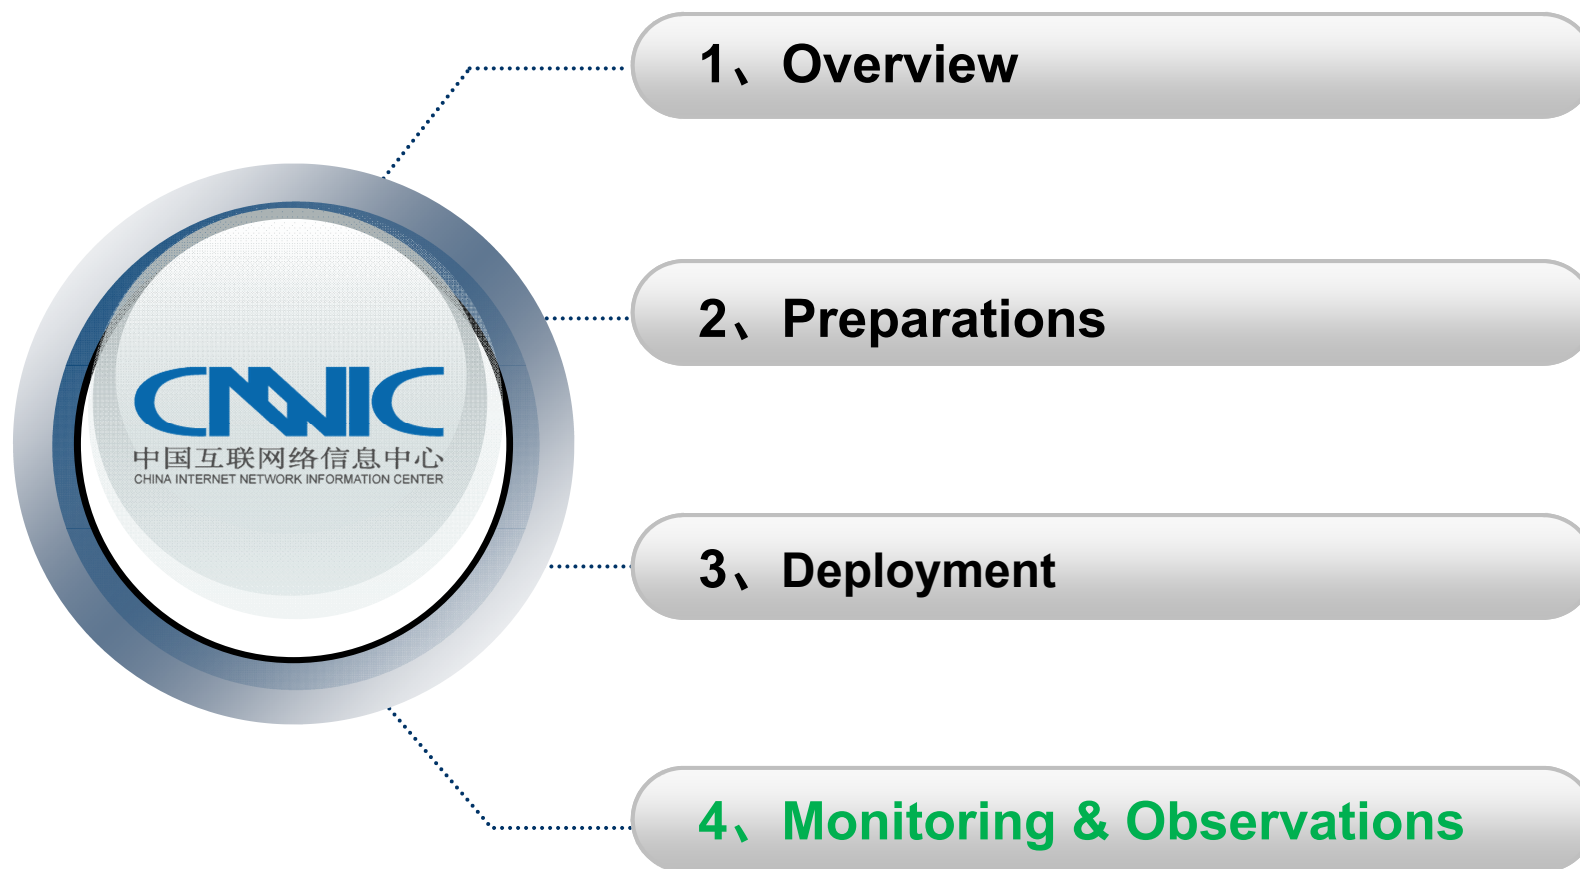 1、Overview
2、Preparations
CNNIC
中国互联网络信息中心
CHINA INTERNET NETWORK INFORMATION CENTER
3、Deployment
4、Monitoring & Observations